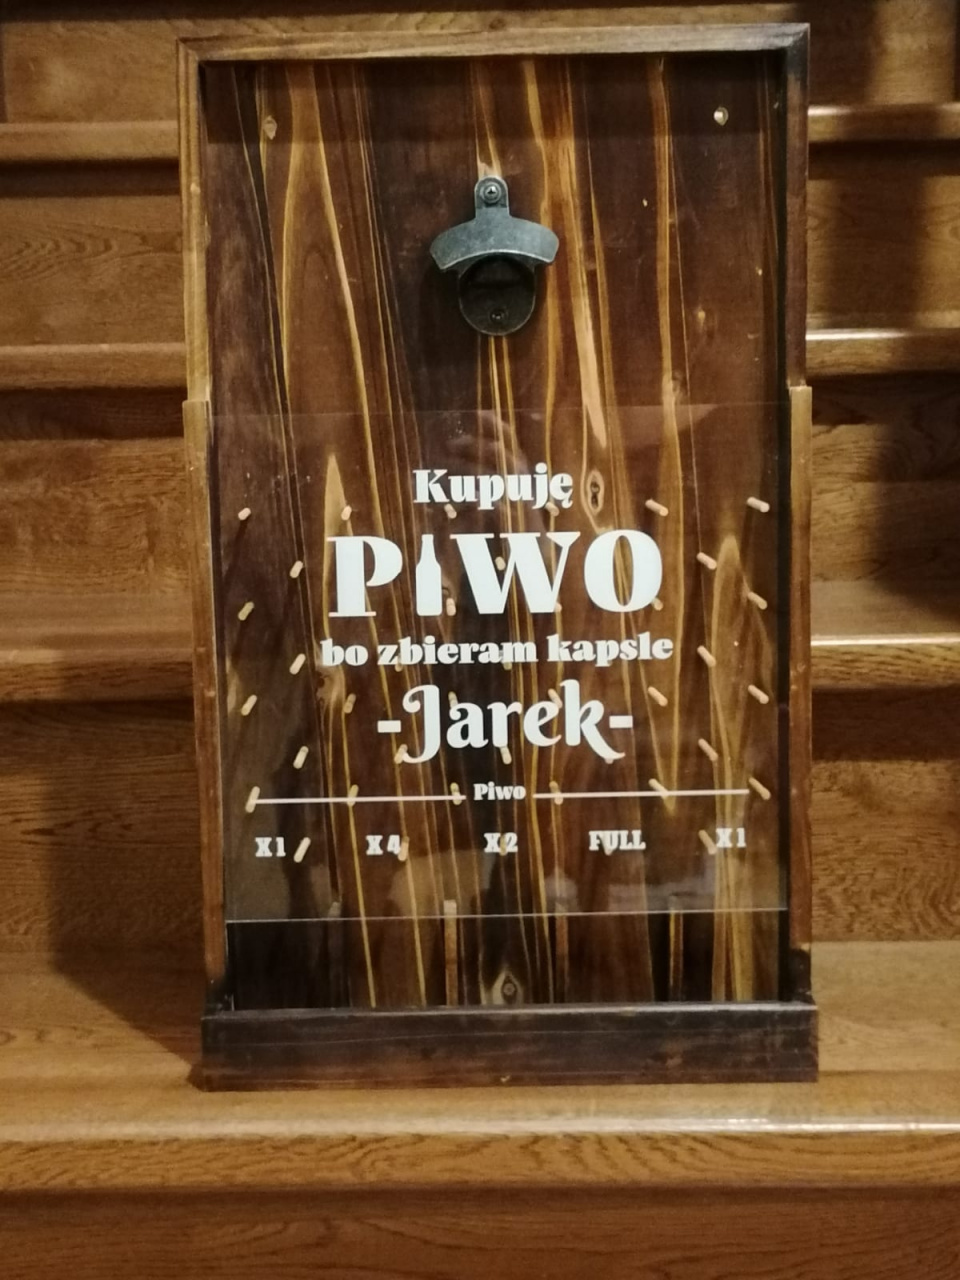 Kupuję
PIWO
bo zbieram kapsle
-Jarek-
Piwo
X1 X4 X2 FULL X1